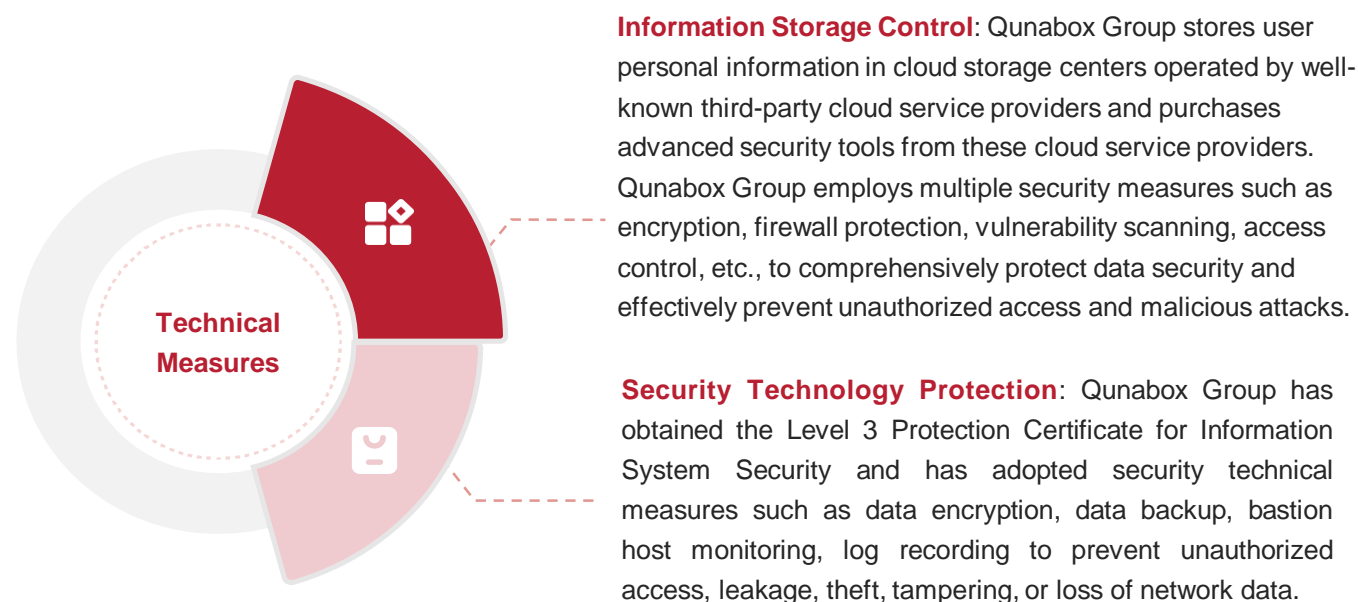 Technical
Measures
Information Storage Control: Qunabox Group stores user
personal information in cloud storage centers operated by well-
known third-party cloud service providers and purchases
advanced security tools from these cloud service providers.
Qunabox Group employs multiple security measures such as
encryption, firewall protection, vulnerability scanning, access
control, etc., to comprehensively protect data security and
effectively prevent unauthorized access and malicious attacks.
Security Technology Protection: Qunabox Group has
obtained the Level 3 Protection Certificate for Information
System Security and has adopted security technical
measures such as data encryption, data backup, bastion
host monitoring, log recording to prevent unauthorized
access, leakage, theft, tampering, or loss of network data.